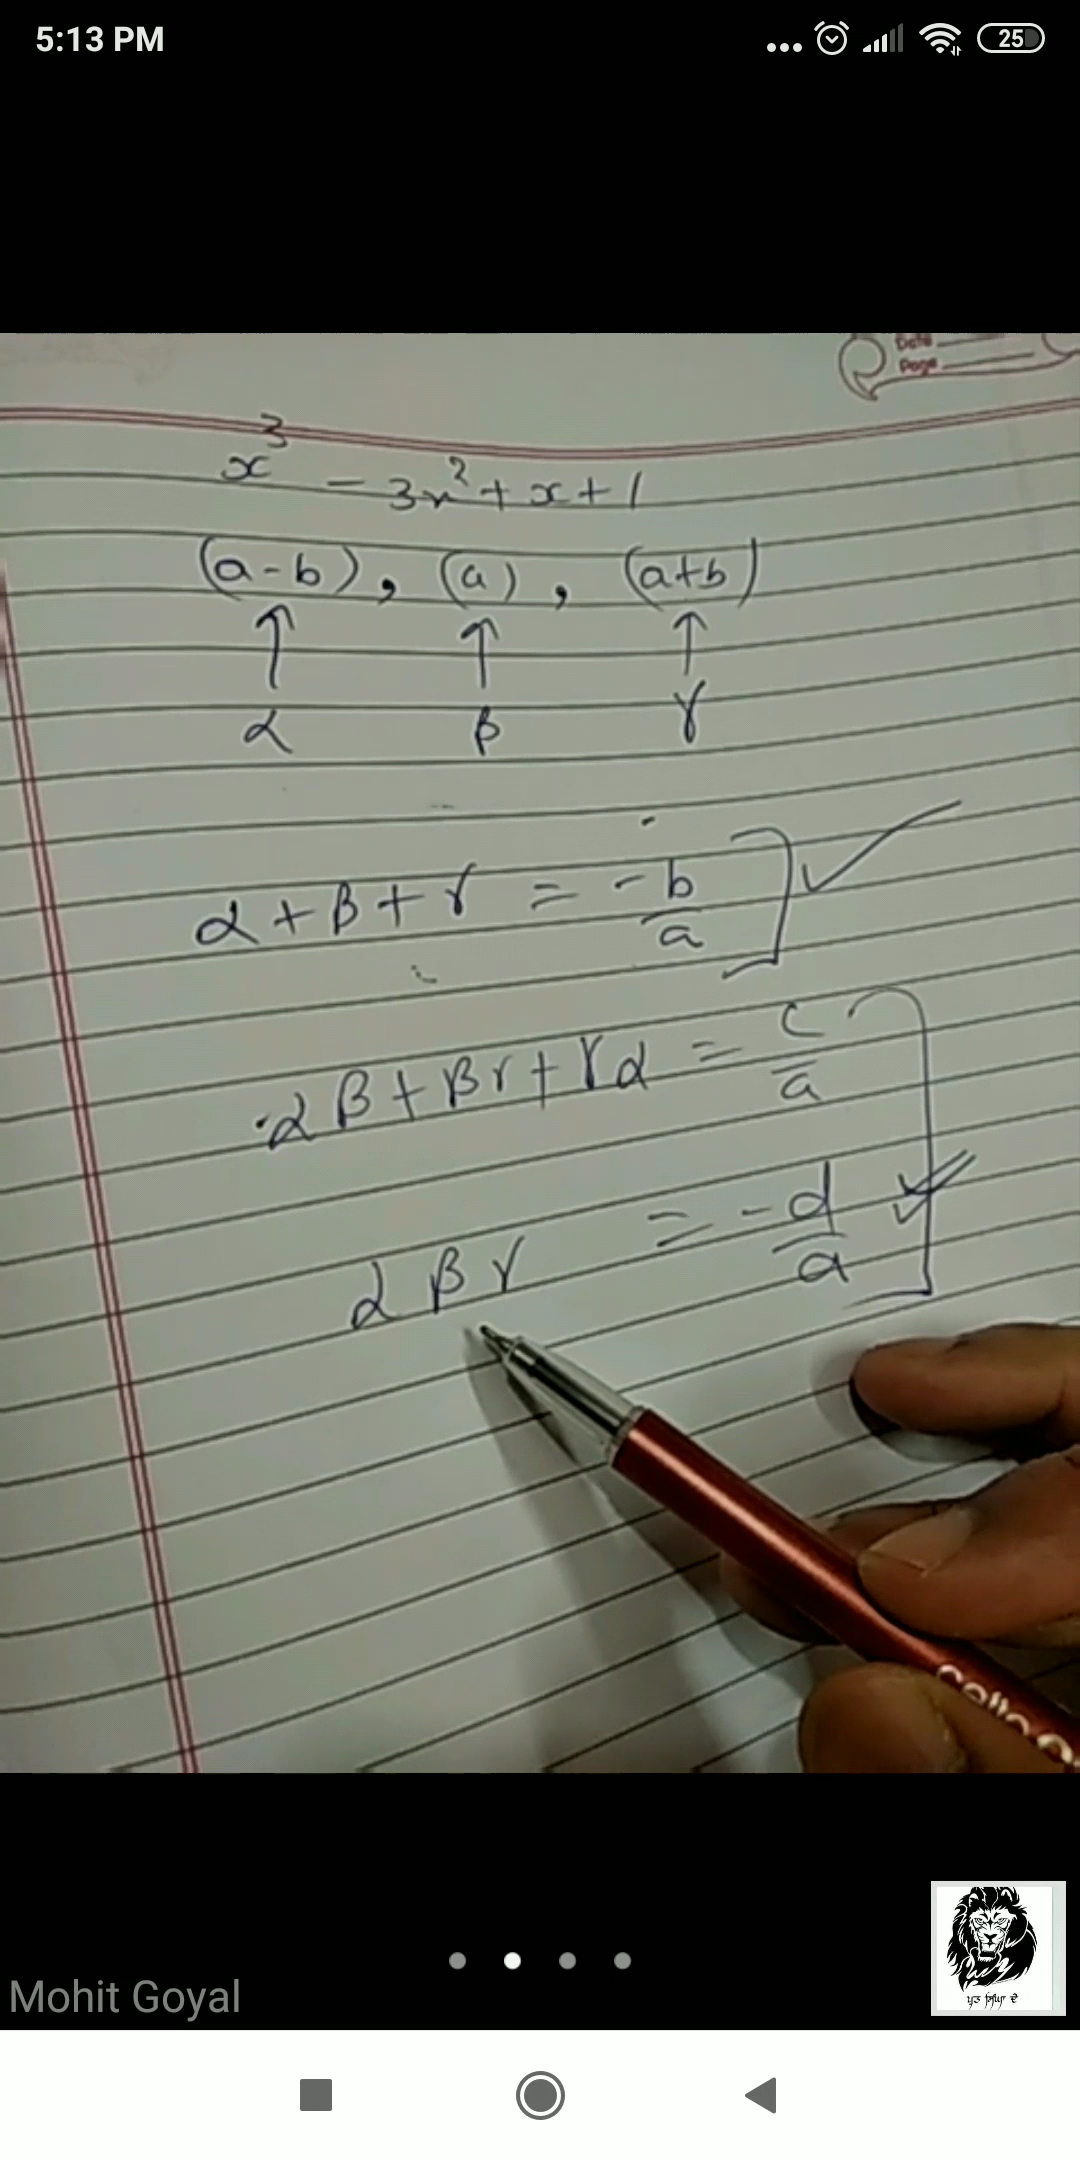 5:13 PM
25
Date
Page
x³ - 3x² + x + 1
(a-b), (a), (a+b)
↑ ↑ ↑
α β γ
α + β + γ = -b/a
αβ + βγ + γα = c/a
αβγ = -d/a
cello
Mohit Goyal
ਪੁਤ ਸਿੰਘਾ ਦੇ